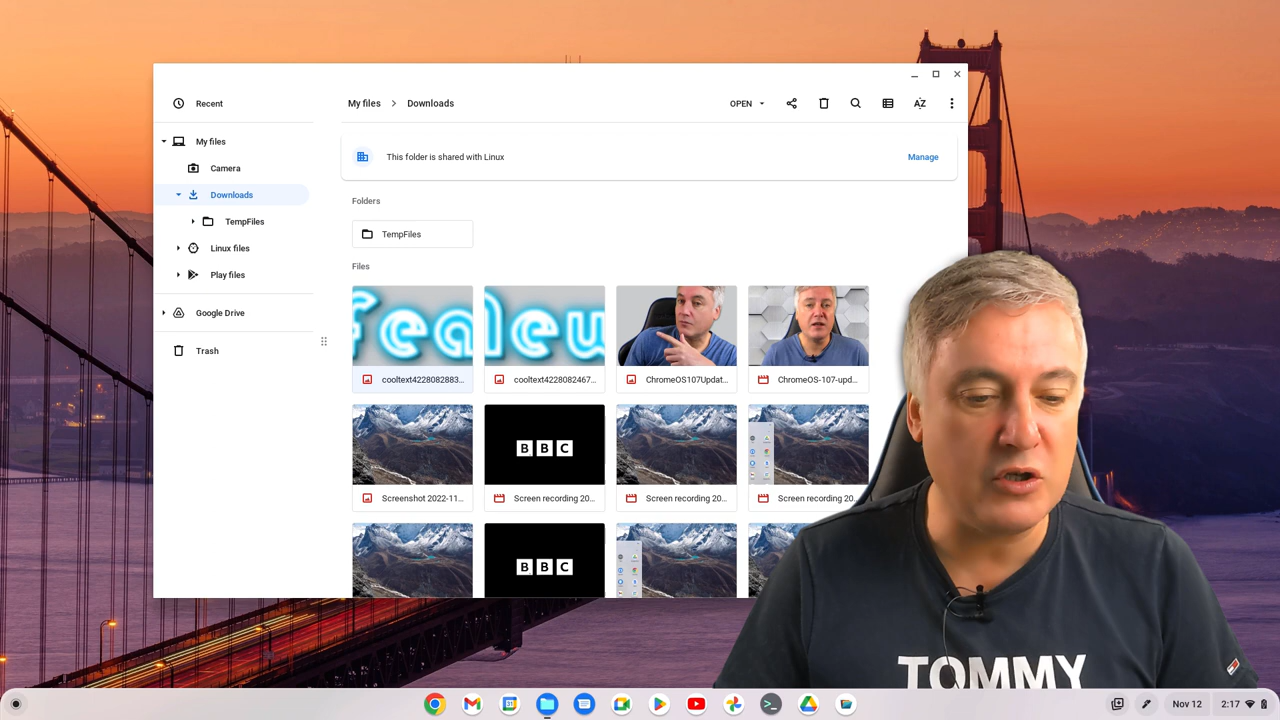 Recent
My files
Camera
Downloads
TempFiles
Linux files
Play files
Google Drive
Trash
My files > Downloads
OPEN
AZ
This folder is shared with Linux
Manage
Folders
TempFiles
Files
cooltext4228082883...
cooltext4228082467...
ChromeOS107Updat...
ChromeOS-107-upd...
BBC
Screenshot 2022-11...
Screen recording 20...
Screen recording 20...
Screen recording 20...
BBC
TOMMY
Nov 12
2:17